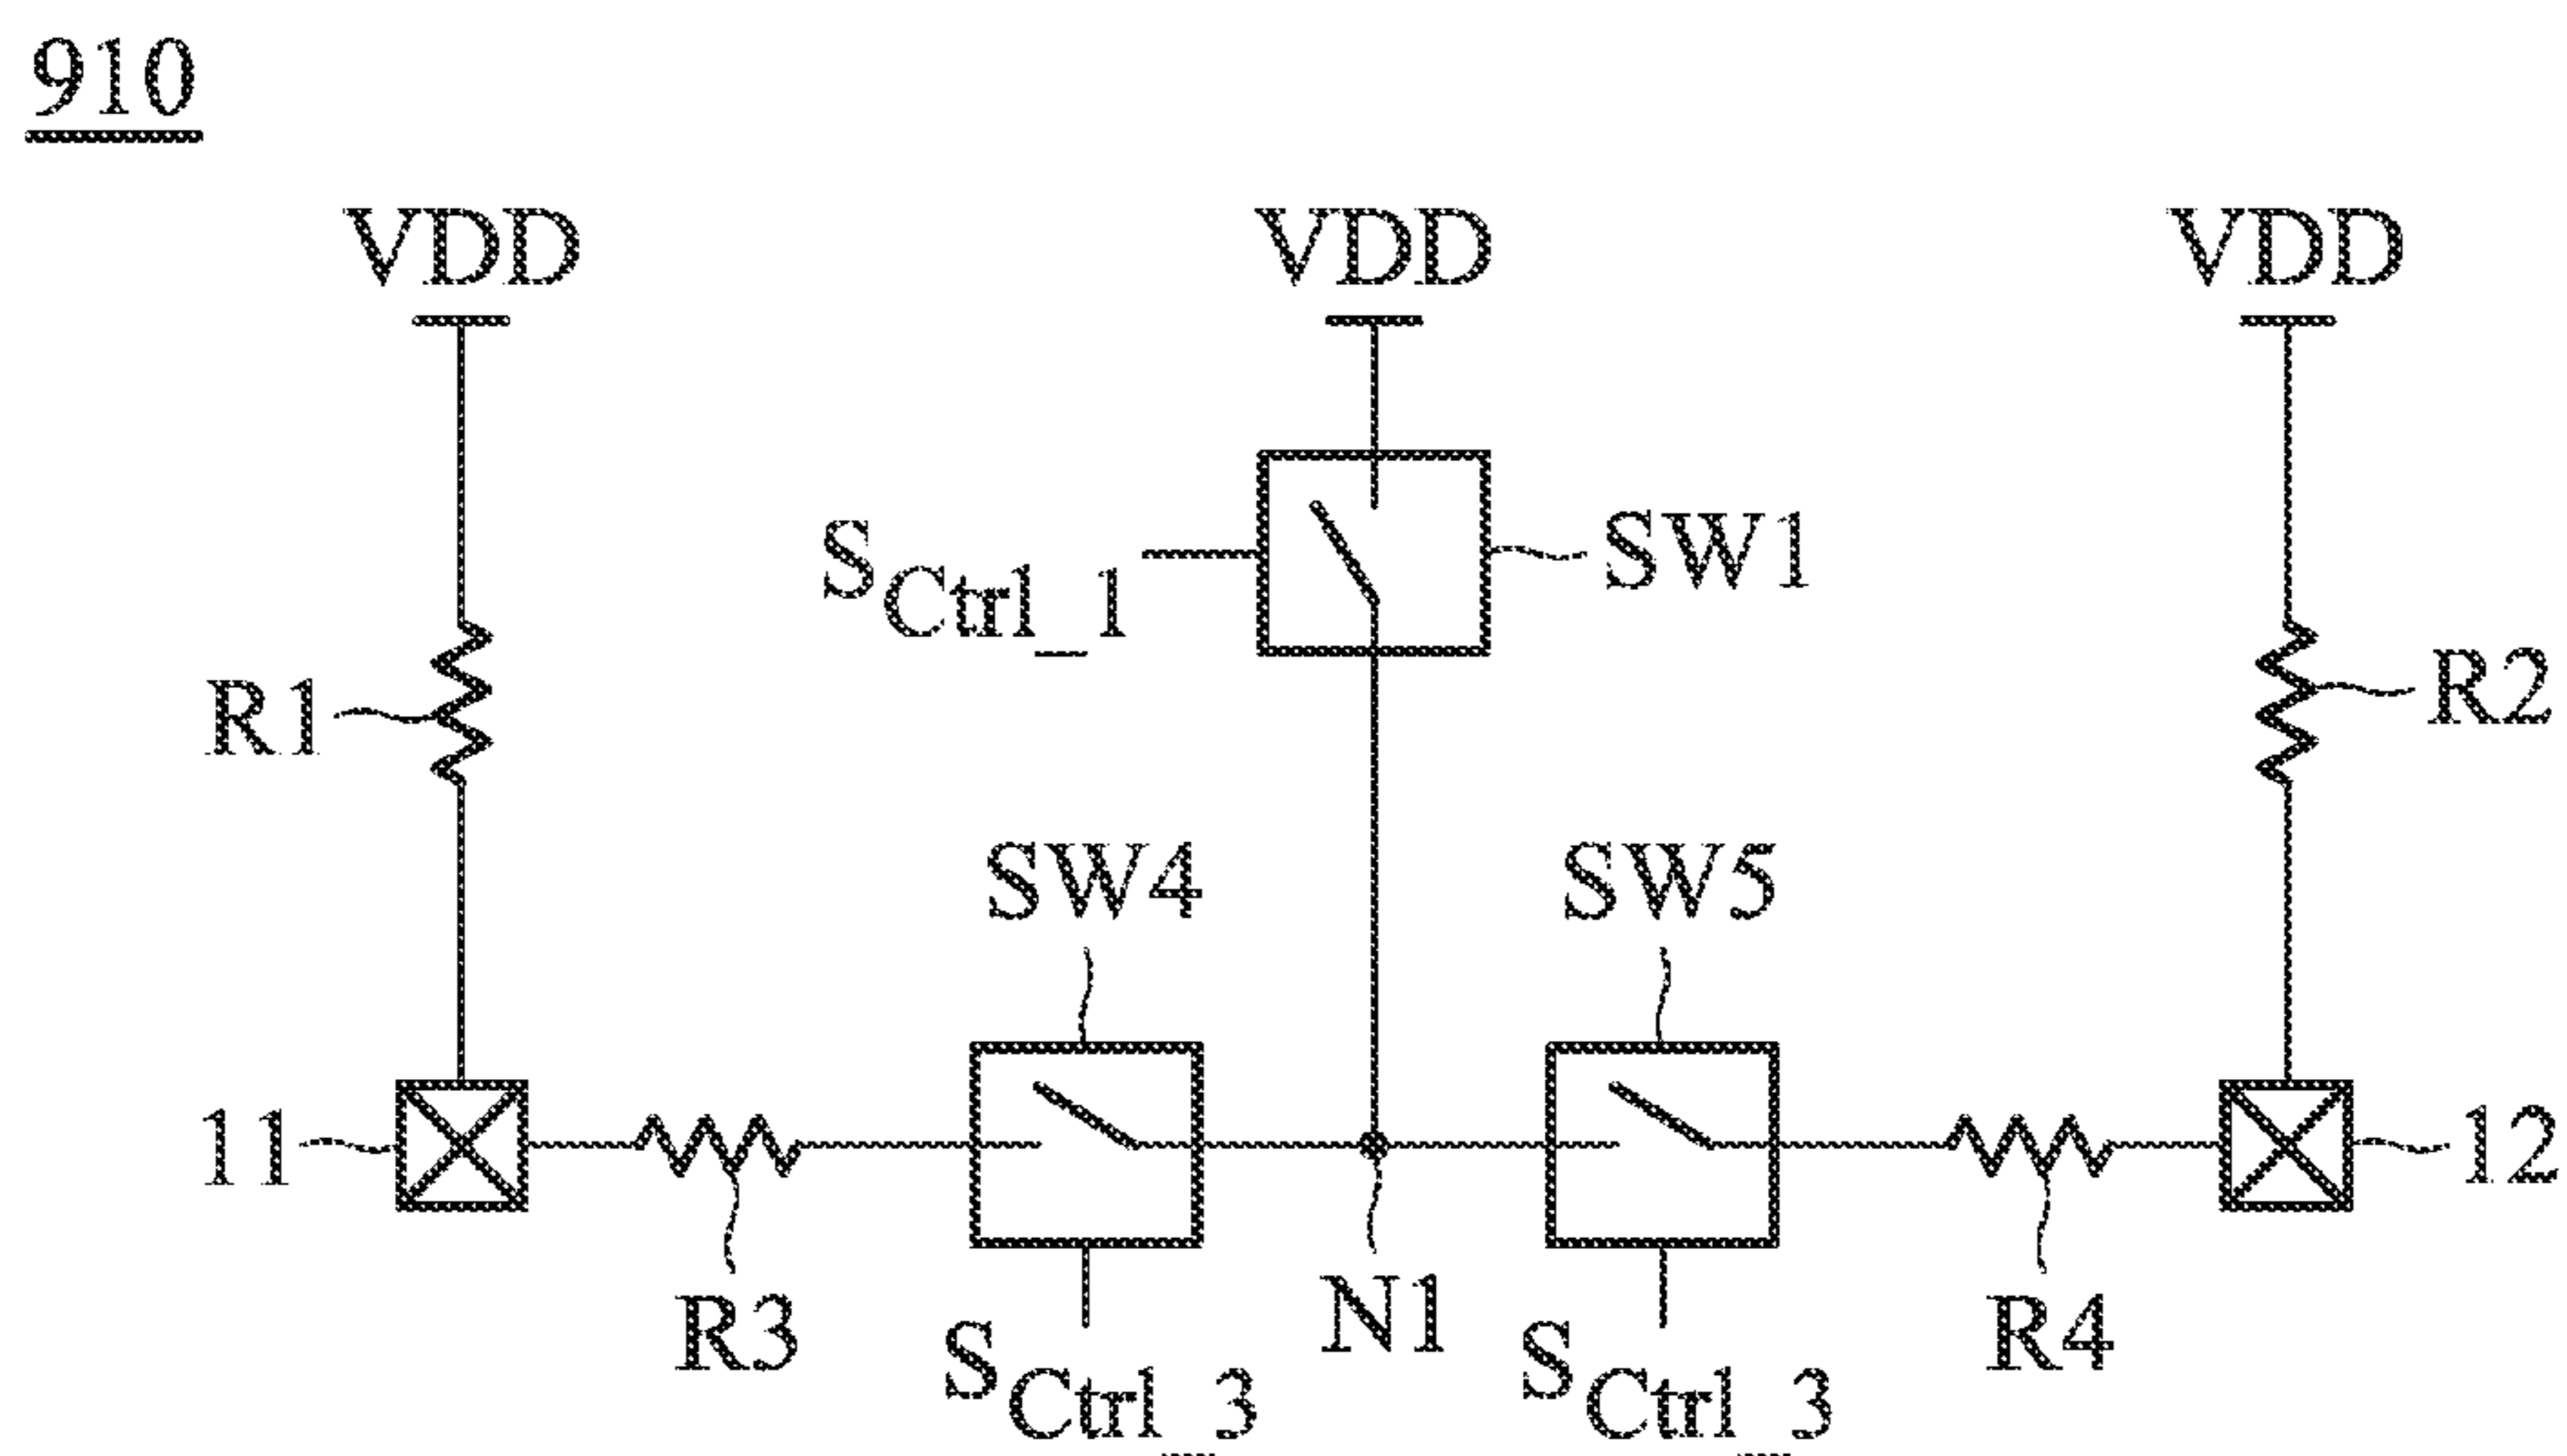 910
VDD VDD VDD
SCtrl_1 SW1
R1 R2
SW4 SW5
11 12
R3 N1 R4
SCtrl_3 SCtrl_3